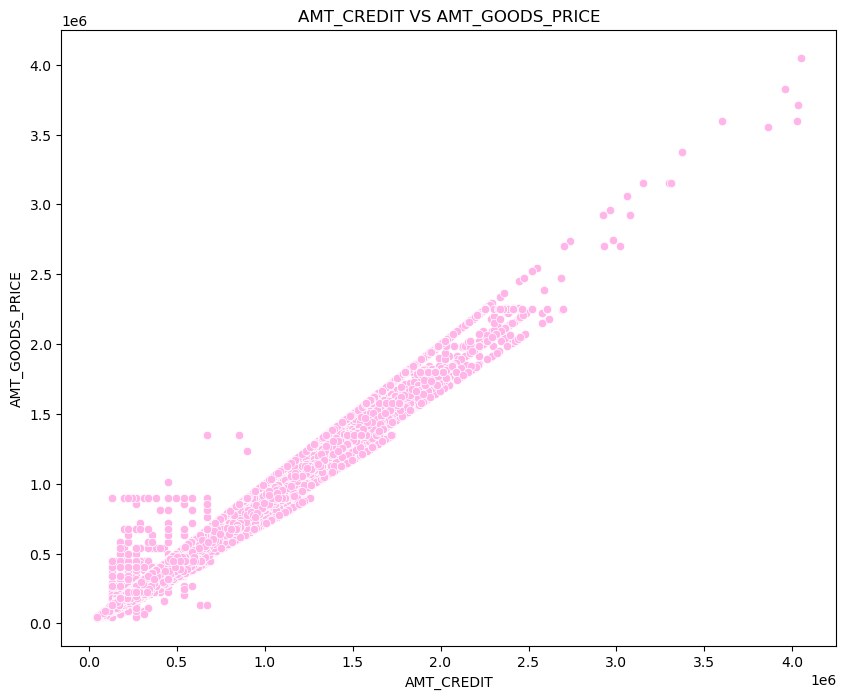 AMT_CREDIT VS AMT_GOODS_PRICE
1e6
4.0
3.5
3.0
2.5
2.0
1.5
1.0
0.5
0.0
AMT_GOODS_PRICE
0.0 0.5 1.0 1.5 2.0 2.5 3.0 3.5 4.0
1e6
AMT_CREDIT